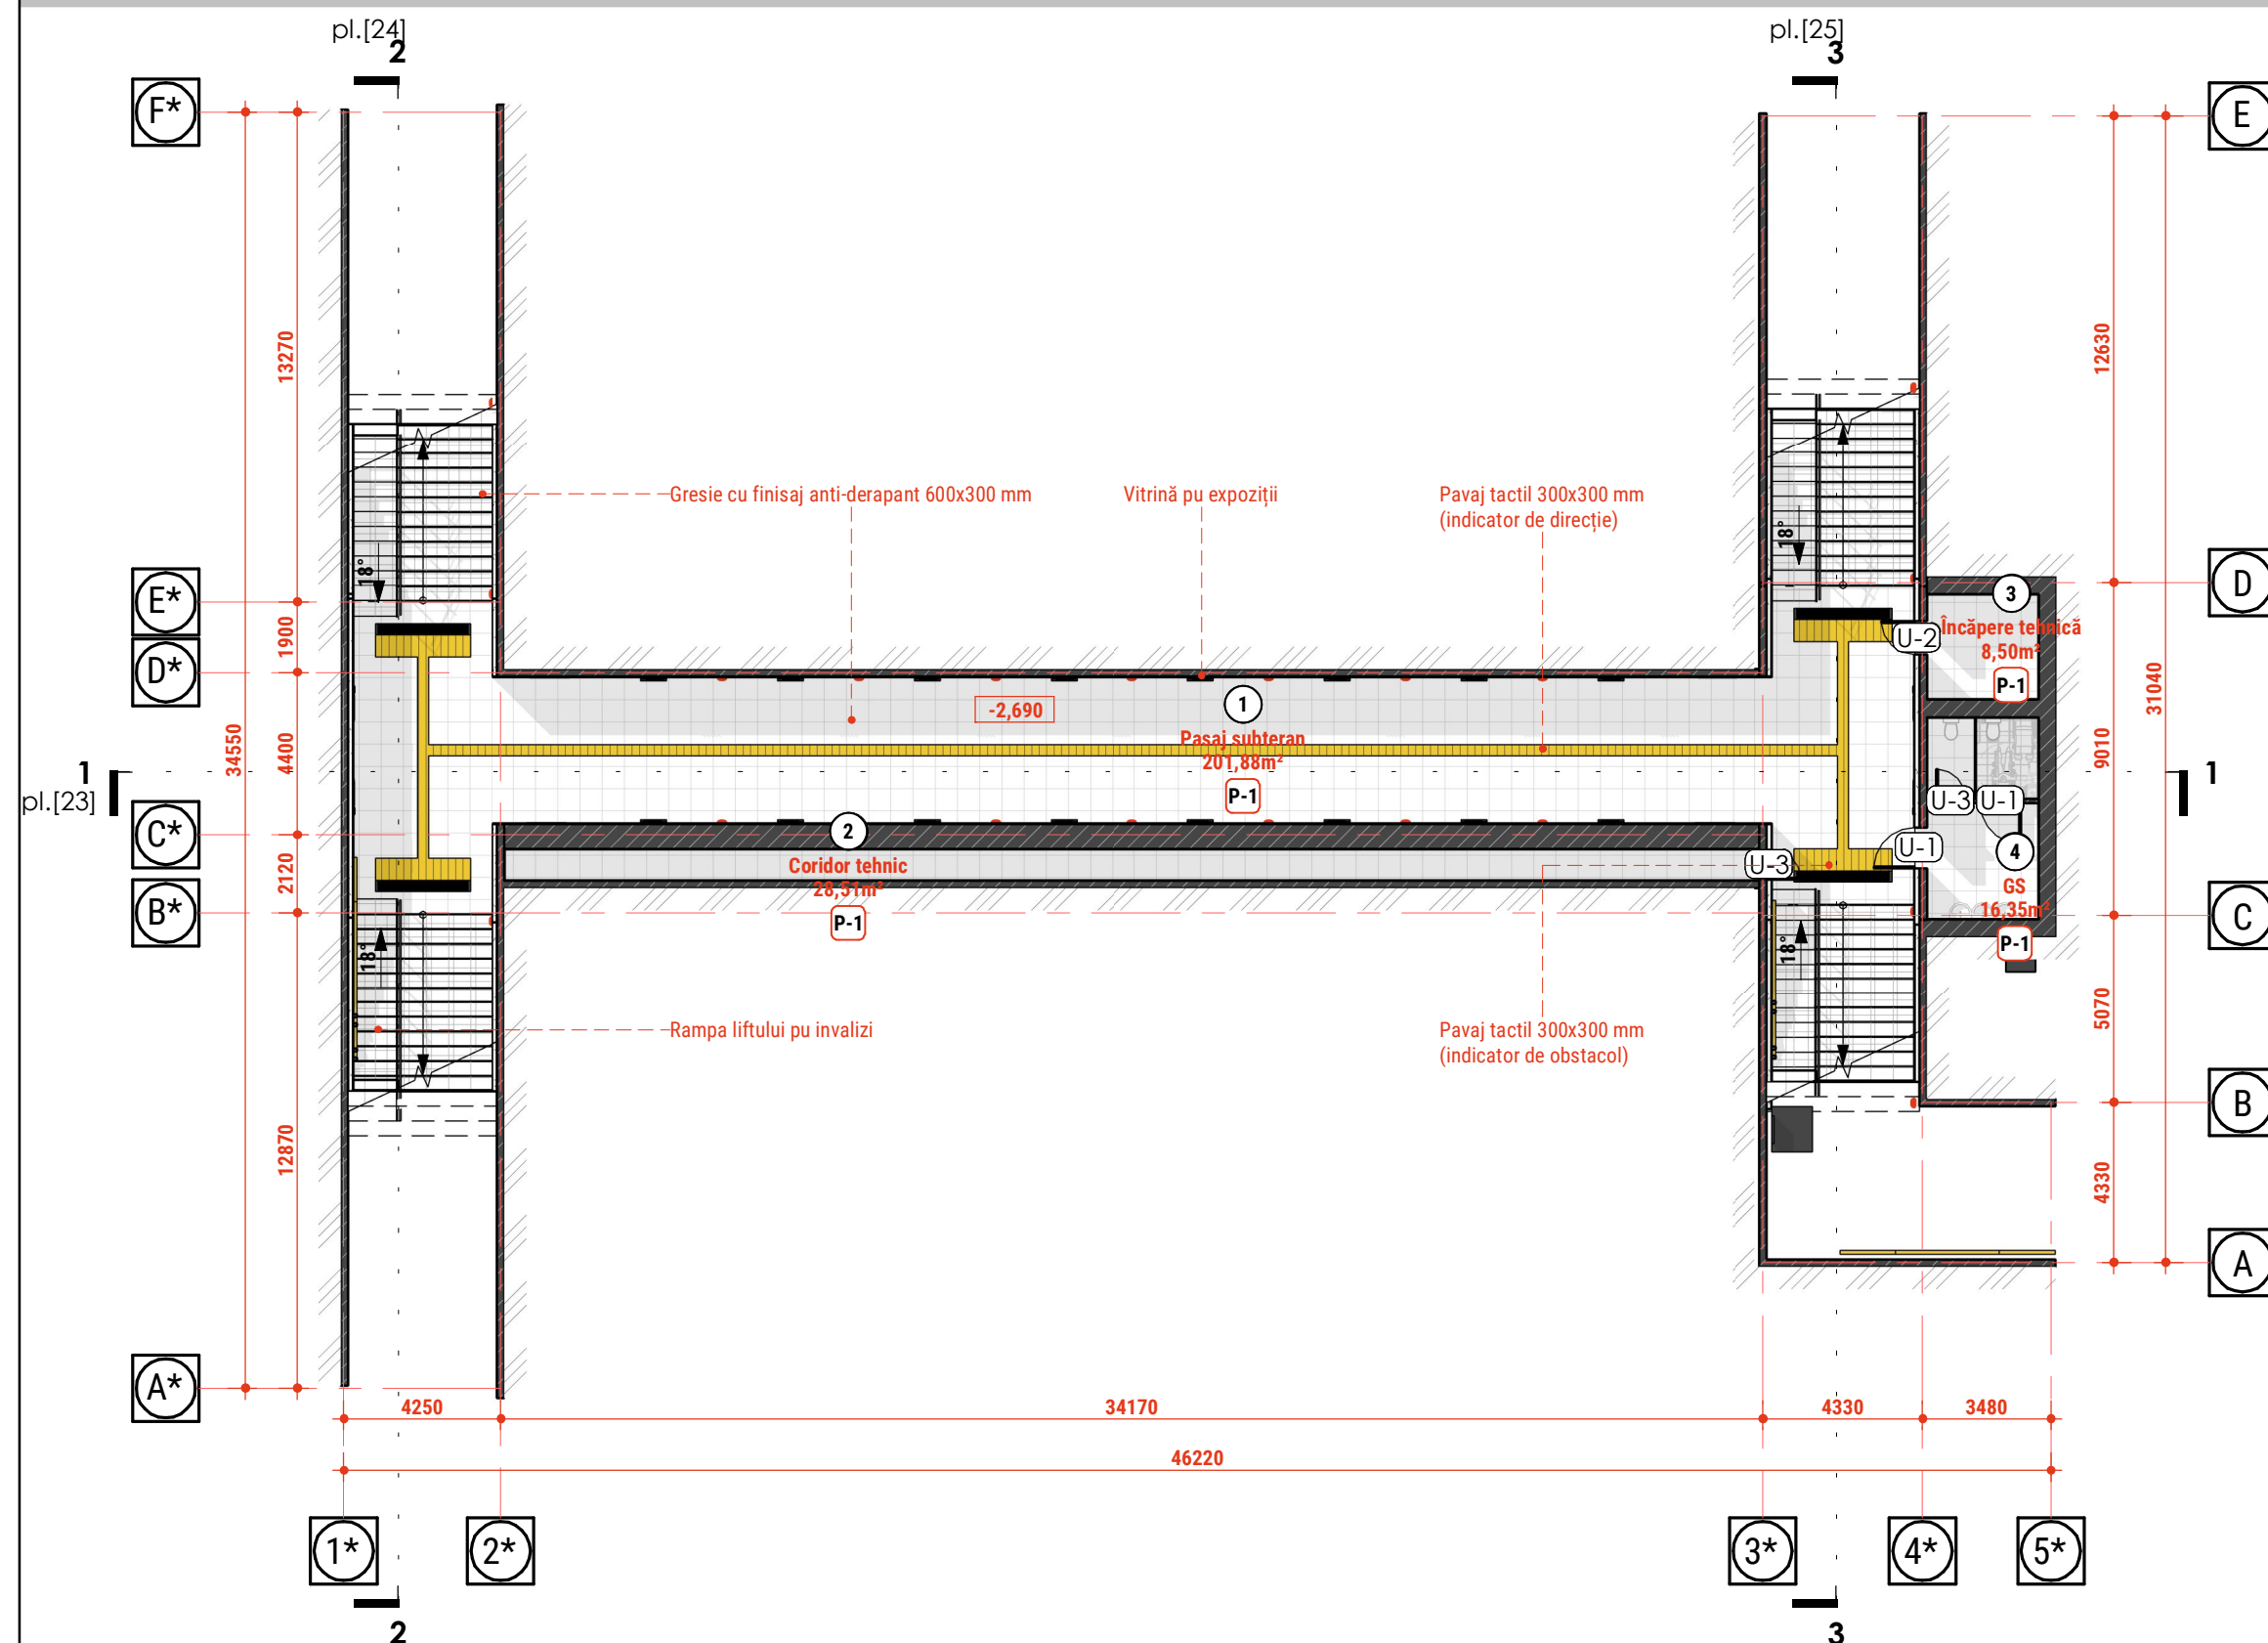 pl.[24]
2
pl.[25]
3
F*
E
13270
12630
Gresie cu finisaj anti-derapant 600x300 mm
Vitrină pu expoziții
Pavaj tactil 300x300 mm
(indicator de direcție)
18°
18°
E*
D
3
1900
U-2
Încăpere tehnică
8,50m²
P-1
D*
31040
1
-2,690
34550
4400
Pasaj subteran
201,88m²
9010
1
pl.[23]
1
P-1
U-3
U-1
C*
2
U-3
U-1
4
Coridor tehnic
28,51m²
2120
GS
16,35m²
B*
P-1
C
P-1
18°
18°
Rampa liftului pu invalizi
Pavaj tactil 300x300 mm
(indicator de obstacol)
5070
B
12870
4330
A
A*
4250
34170
4330
3480
46220
1*
2*
3*
4*
5*
2
3